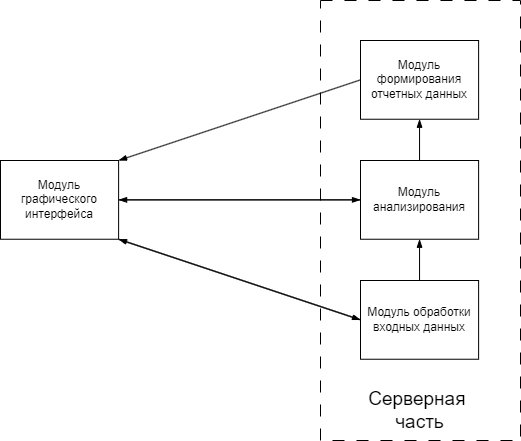 Модуль
формирования
отчетных данных
Модуль
графического
интерфейса
Модуль
анализирования
Модуль обработки
входных данных
Серверная
часть